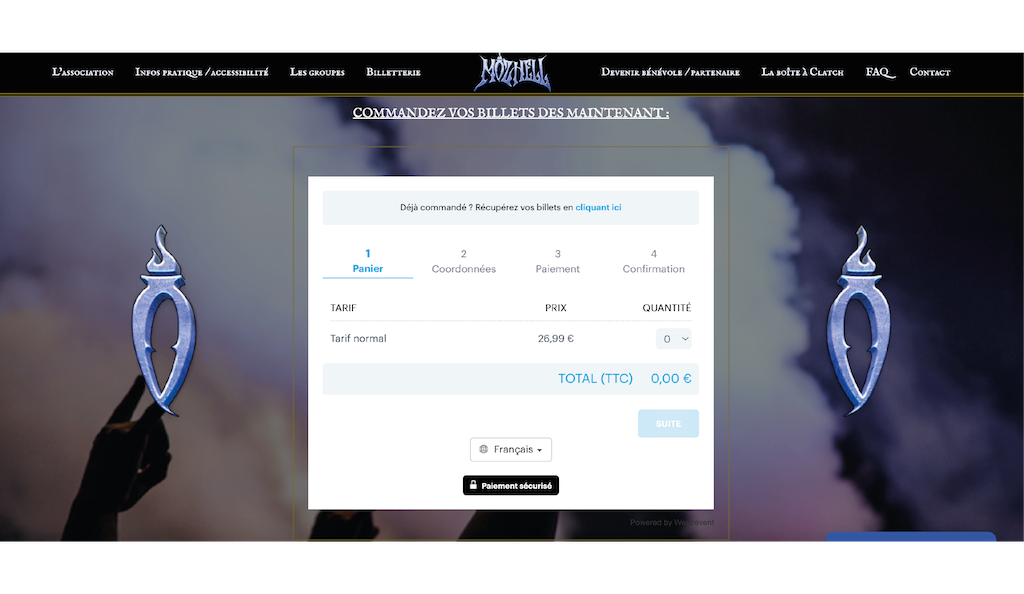 L'association
Infos pratique / accessibilité
Les groupes
Billetterie
MÖZHELL
Devenir bénévole / partenaire
La boîte à Clatch
FAQ
Contact
COMMANDEZ VOS BILLETS DES MAINTENANT :
Déjà commandé ? Récupérez vos billets en cliquant ici
1 2 3 4
Panier Coordonnées Paiement Confirmation
TARIF PRIX QUANTITÉ
Tarif normal 26,99 € 0
TOTAL (TTC) 0,00 €
SUITE
Français
Paiement sécurisé
Powered by